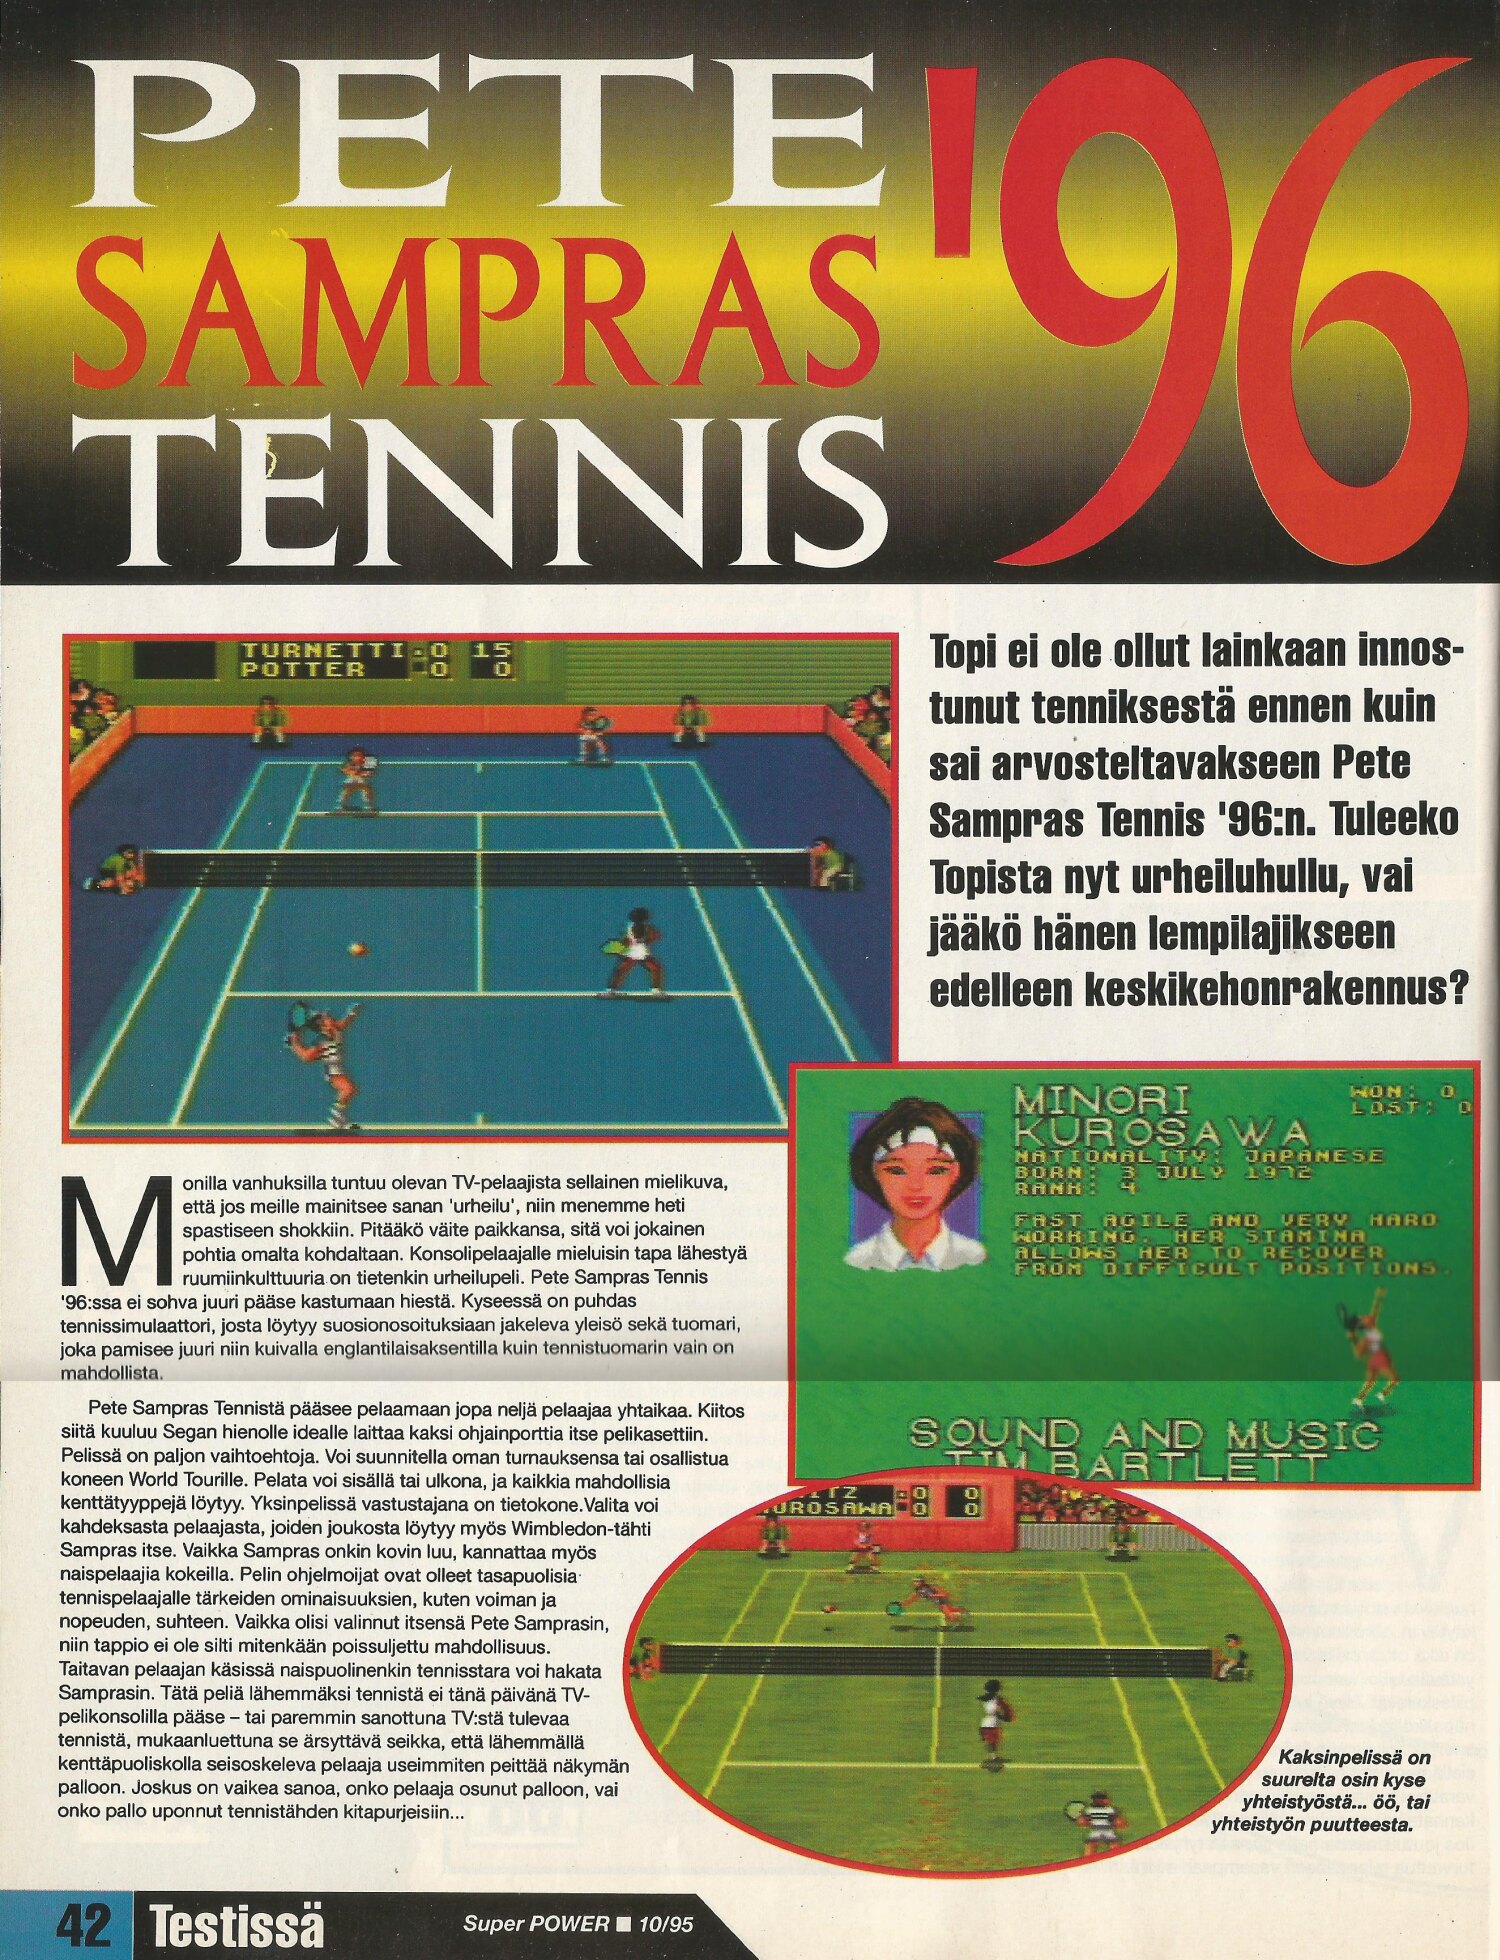 PETE
SAMPRAS
TENNIS
'96
TURNETTI 0 15
POTTER 0 0
Topi ei ole ollut lainkaan innos-
tunut tenniksestä ennen kuin
sai arvosteltavakseen Pete
Sampras Tennis '96:n. Tuleeko
Topista nyt urheiluhullu, vai
jääkö hänen lempilajikseen
edelleen keskikehonrakennus?
MINORI
KUROSAWA
WON: 0
LOST: 0
NATIONALITY: JAPANESE
BORN: 3 JULY 1972
RANK: 4
FAST AGILE AND VERY HARD
WORKING. HER STAMINA
ALLOWS HER TO RECOVER
FROM DIFFICULT POSITIONS.
SOUND AND MUSIC
TIM BARTLETT
Monilla vanhuksilla tuntuu olevan TV-pelaajista sellainen mielikuva,
että jos meille mainitsee sanan 'urheilu', niin menemme heti
spastiseen shokkiin. Pitääkö väite paikkansa, sitä voi jokainen
pohtia omalta kohdaltaan. Konsolipelaajalle mieluisin tapa lähestyä
ruumiinkulttuuria on tietenkin urheilupeli. Pete Sampras Tennis
'96:ssa ei sohva juuri pääse kastumaan hiestä. Kyseessä on puhdas
tennissimulaattori, josta löytyy suosionosoituksiaan jakeleva yleisö sekä tuomari,
joka pamisee juuri niin kuivalla englantilaisaksentilla kuin tennistuomarin vain on
mahdollista.
Pete Sampras Tennistä pääsee pelaamaan jopa neljä pelaajaa yhtaikaa. Kiitos
siitä kuuluu Segan hienolle idealle laittaa kaksi ohjainporttia itse pelikasettiin.
Pelissä on paljon vaihtoehtoja. Voi suunnitella oman turnauksensa tai osallistua
koneen World Tourille. Pelata voi sisällä tai ulkona, ja kaikkia mahdollisia
kenttätyyppejä löytyy. Yksinpelissä vastustajana on tietokone.Valita voi
kahdeksasta pelaajasta, joiden joukosta löytyy myös Wimbledon-tähti
Sampras itse. Vaikka Sampras onkin kovin luu, kannattaa myös
naispelaajia kokeilla. Pelin ohjelmoijat ovat olleet tasapuolisia
tennispelaajalle tärkeiden ominaisuuksien, kuten voiman ja
nopeuden, suhteen. Vaikka olisi valinnut itsensä Pete Samprasin,
niin tappio ei ole silti mitenkään poissuljettu mahdollisuus.
Taitavan pelaajan käsissä naispuolinenkin tennisstara voi hakata
Samprasin. Tätä peliä lähemmäksi tennistä ei tänä päivänä TV-
pelikonsolilla pääse – tai paremmin sanottuna TV:stä tulevaa
tennistä, mukaanluettuna se ärsyttävä seikka, että lähemmällä
kenttäpuoliskolla seisoskeleva pelaaja useimmiten peittää näkymän
palloon. Joskus on vaikea sanoa, onko pelaaja osunut palloon, vai
onko pallo uponnut tennistähden kitapurjeisiin...
ITZ 0 0
UROSAWA 0 0
Kaksinpelissä on
suurelta osin kyse
yhteistyöstä... öö, tai
yhteistyön puutteesta.
42 Testissä Super POWER ■ 10/95